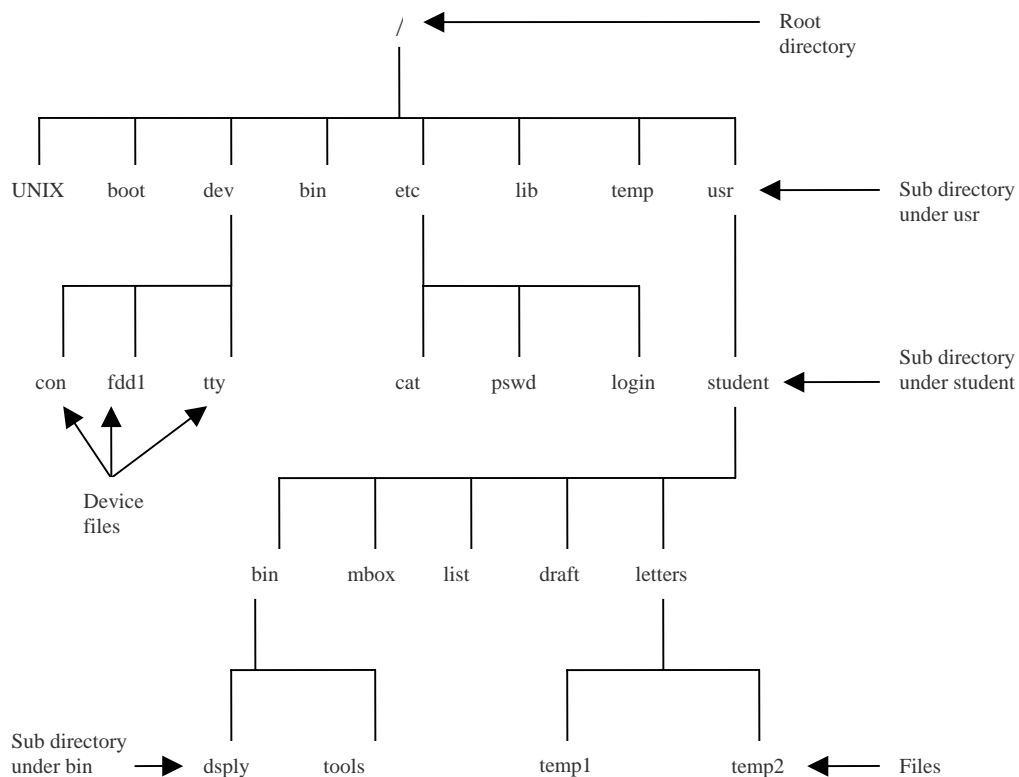 /
Root
directory
UNIX boot dev bin etc lib temp usr
Sub directory
under usr
con fdd1 tty cat pswd login student
Sub directory
under student
Device
files
bin mbox list draft letters
Sub directory
under bin
dsply tools temp1 temp2 Files